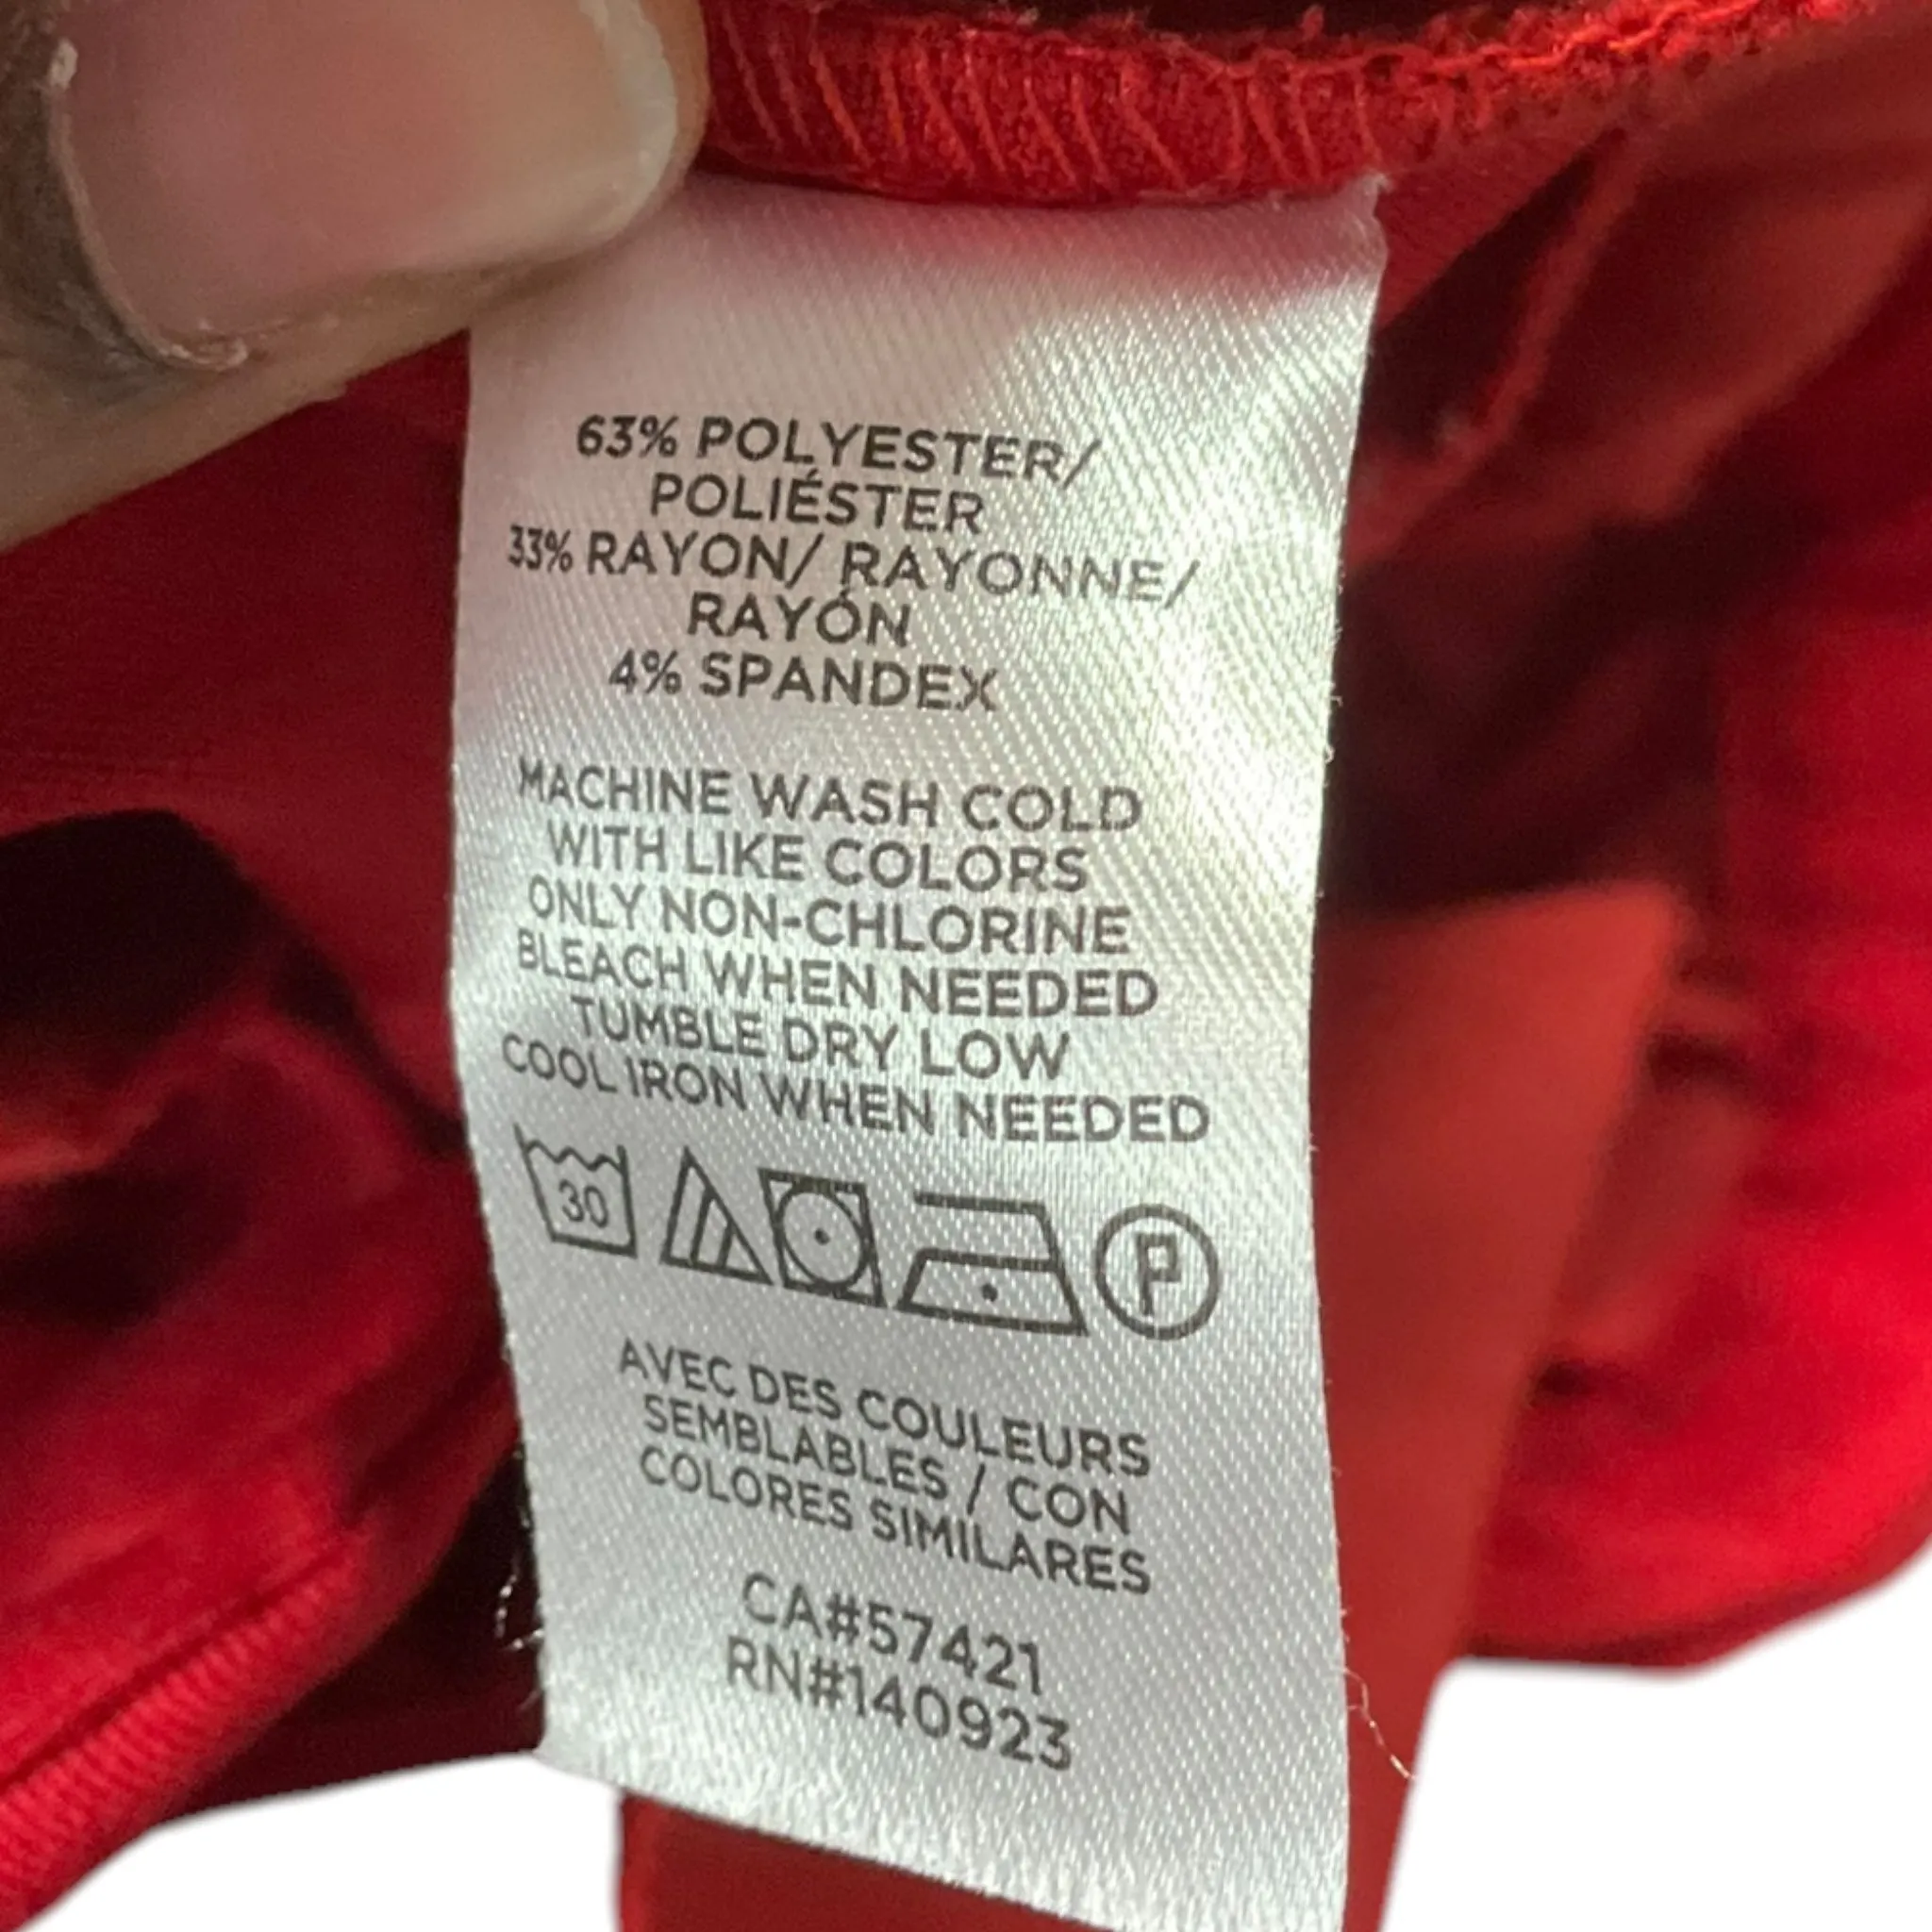 63% POLYESTER/
POLIÉSTER
33% RAYON/ RAYONNE/
RAYÓN
4% SPANDEX
MACHINE WASH COLD
WITH LIKE COLORS
ONLY NON-CHLORINE
BLEACH WHEN NEEDED
TUMBLE DRY LOW
COOL IRON WHEN NEEDED
30 P
AVEC DES COULEURS
SEMBLABLES / CON
COLORES SIMILARES
CA#57421
RN#140923